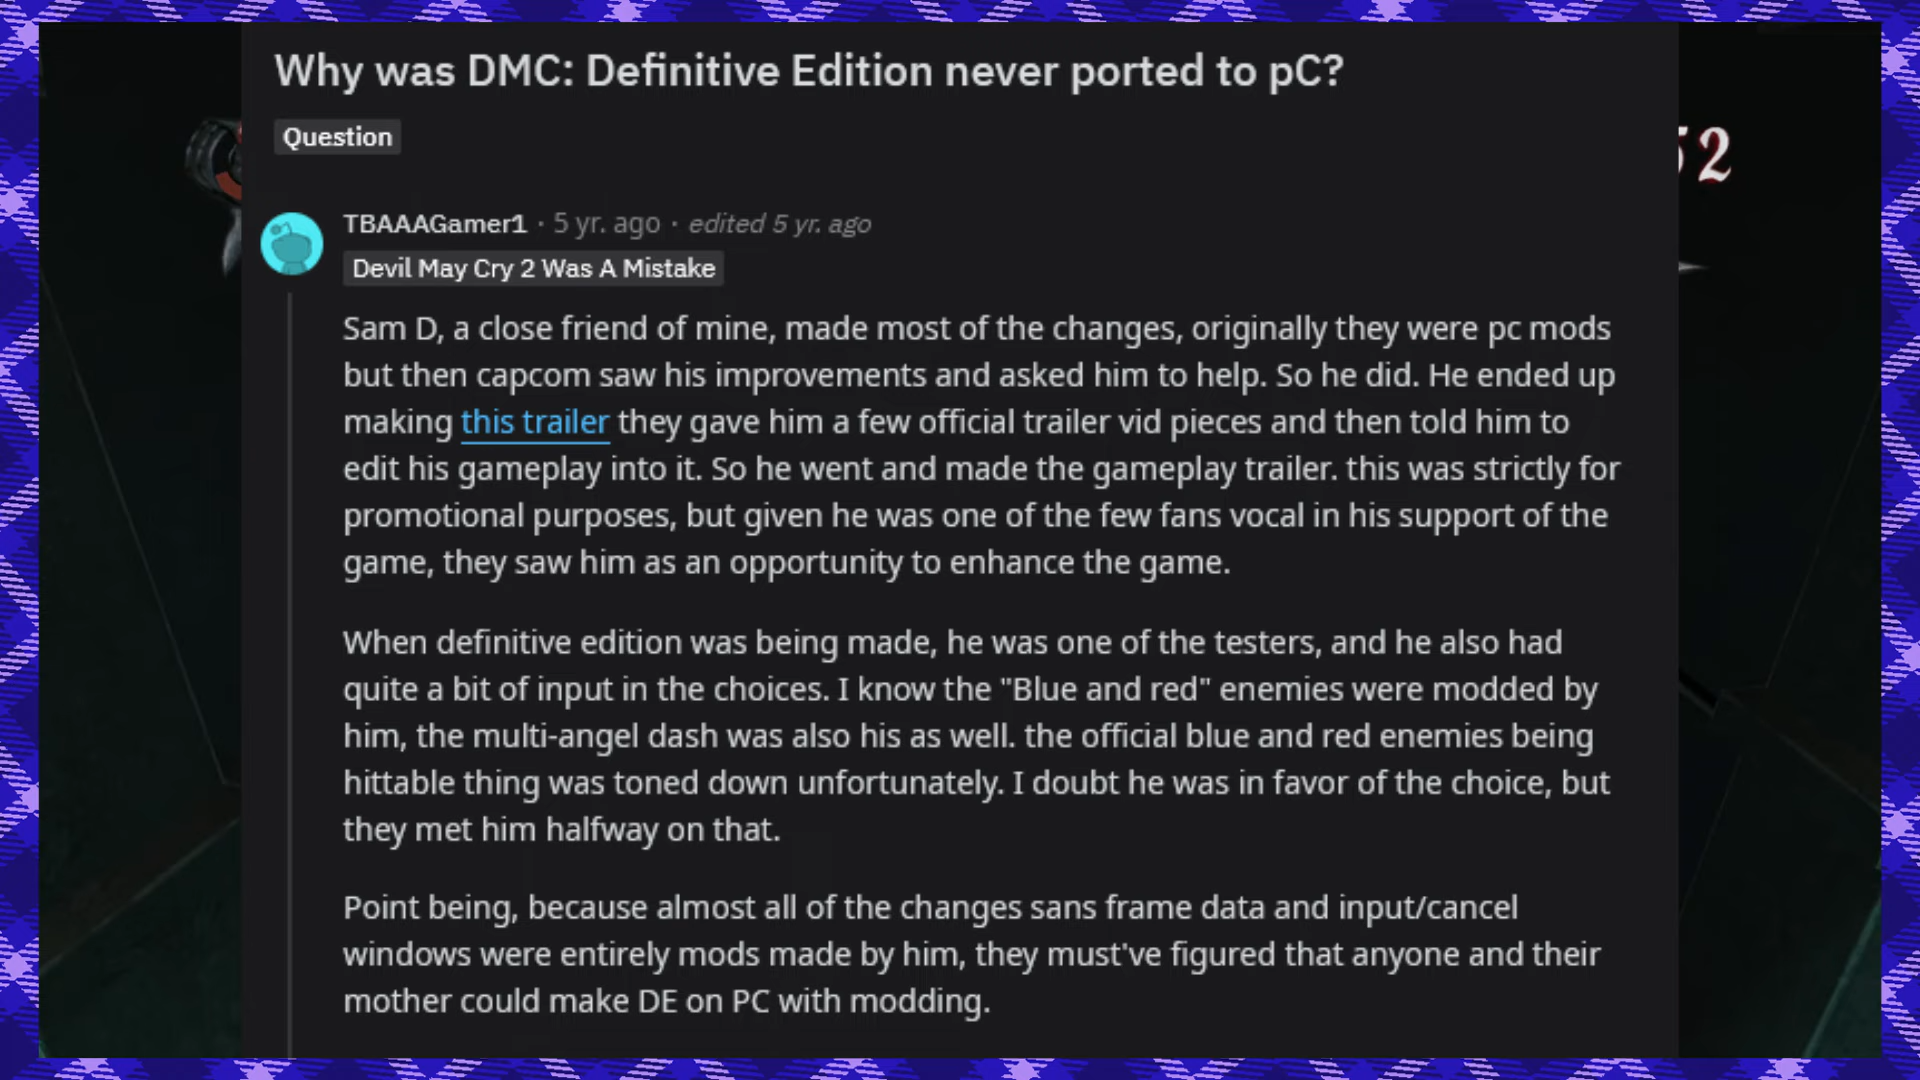 Why was DMC: Definitive Edition never ported to pC?
Question
52
TBAAAGamer1 · 5 yr. ago · edited 5 yr. ago
Devil May Cry 2 Was A Mistake
Sam D, a close friend of mine, made most of the changes, originally they were pc mods
but then capcom saw his improvements and asked him to help. So he did. He ended up
making this trailer they gave him a few official trailer vid pieces and then told him to
edit his gameplay into it. So he went and made the gameplay trailer. this was strictly for
promotional purposes, but given he was one of the few fans vocal in his support of the
game, they saw him as an opportunity to enhance the game.
When definitive edition was being made, he was one of the testers, and he also had
quite a bit of input in the choices. I know the "Blue and red" enemies were modded by
him, the multi-angel dash was also his as well. the official blue and red enemies being
hittable thing was toned down unfortunately. I doubt he was in favor of the choice, but
they met him halfway on that.
Point being, because almost all of the changes sans frame data and input/cancel
windows were entirely mods made by him, they must've figured that anyone and their
mother could make DE on PC with modding.